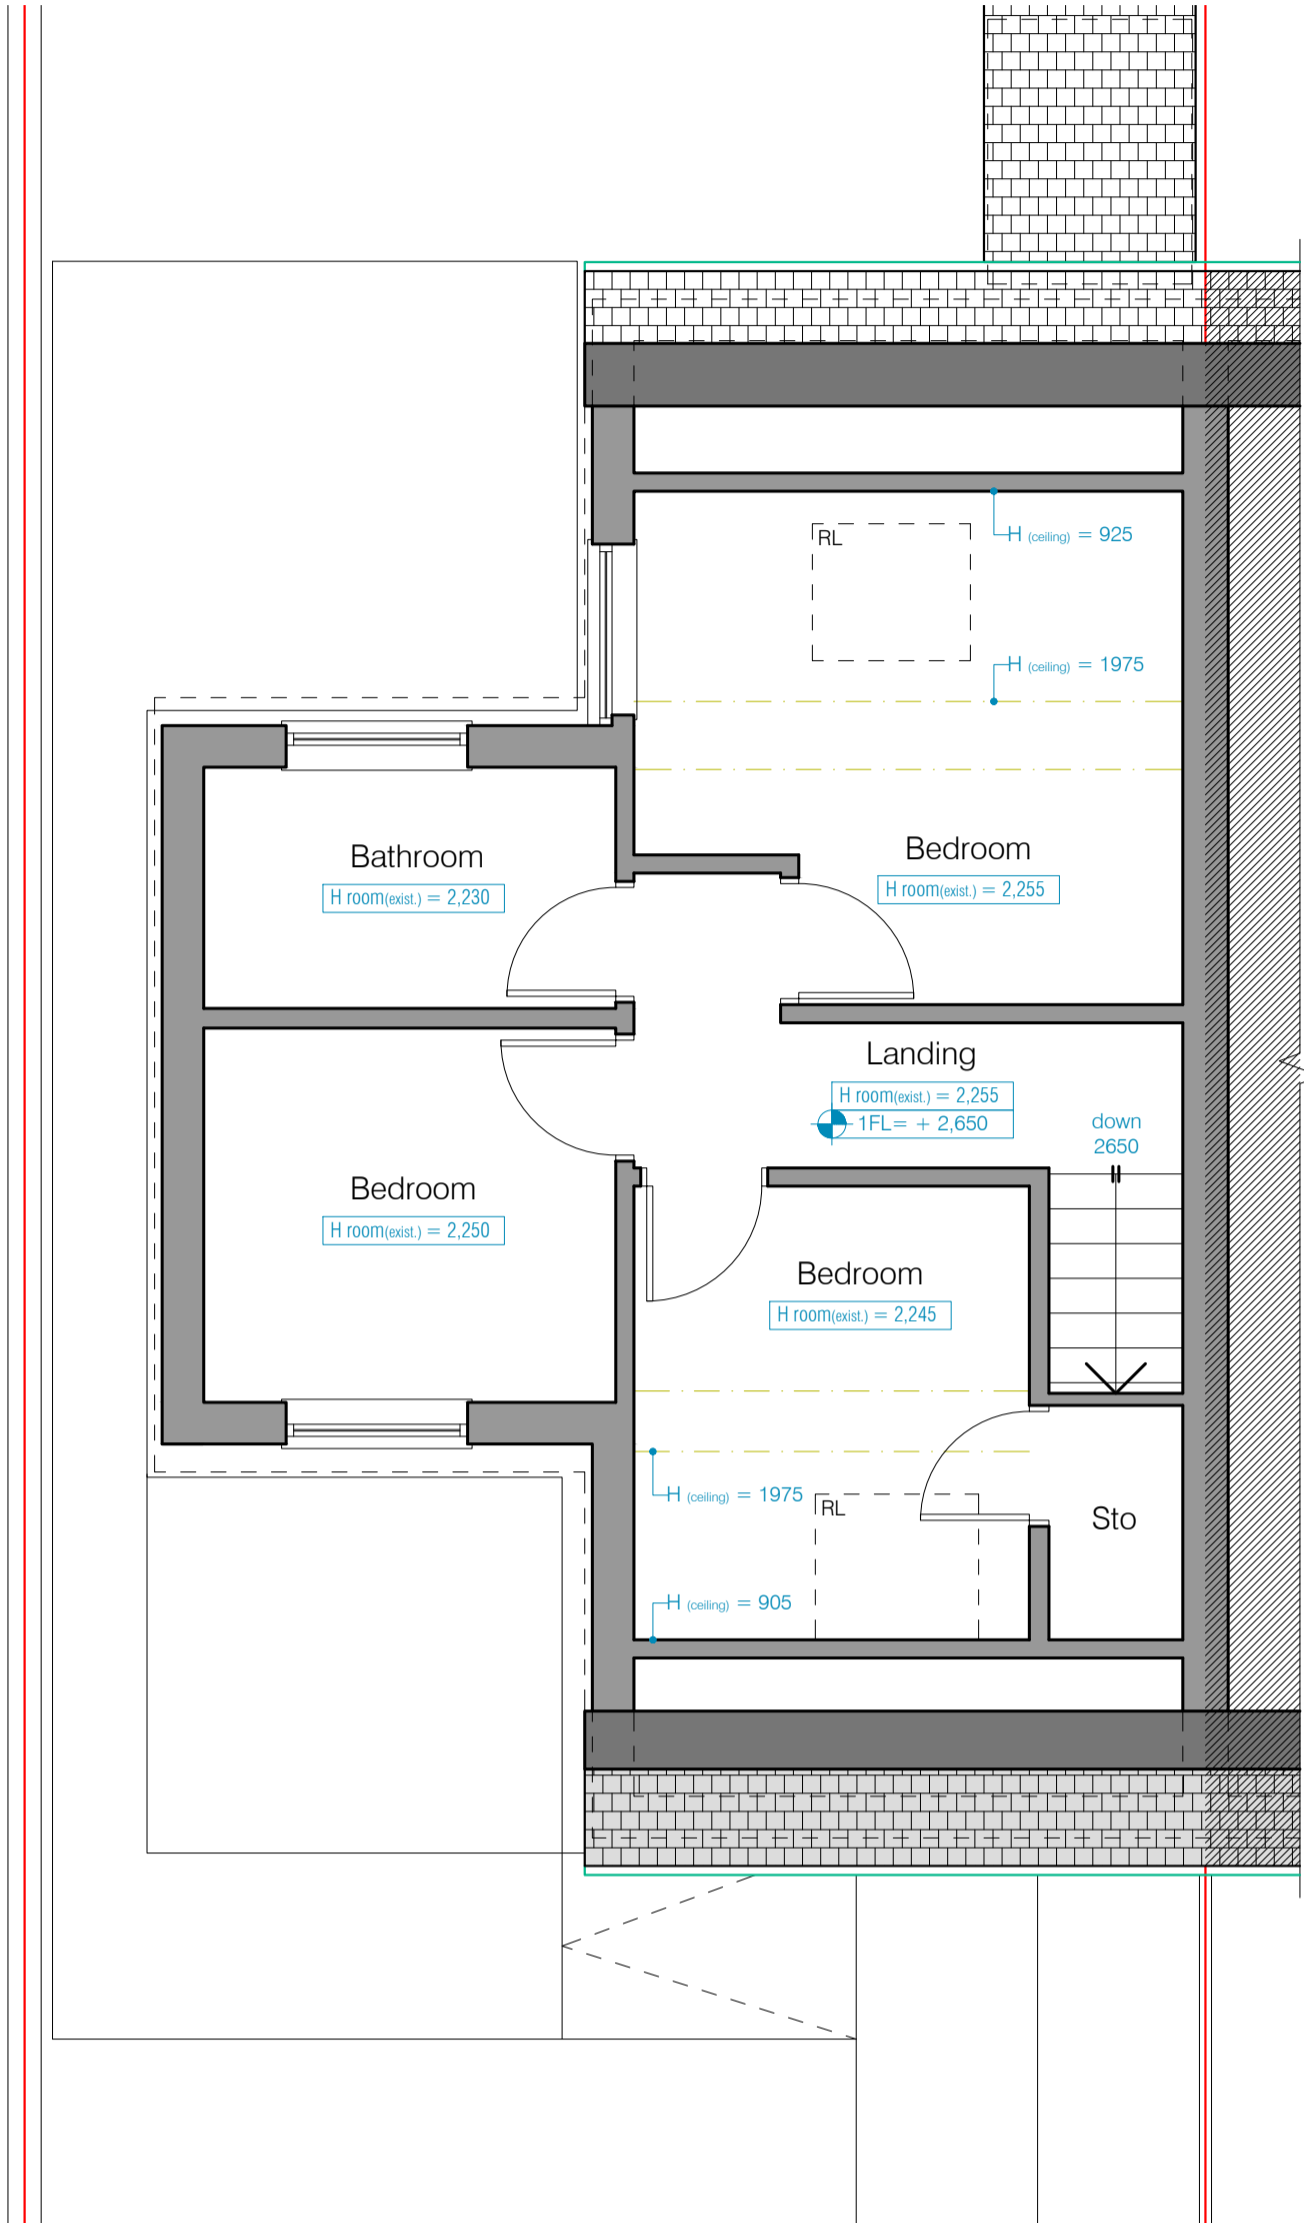 H (ceiling) = 925
RL
H (ceiling) = 1975
Bathroom
H room(exist.) = 2,230
Bedroom
H room(exist.) = 2,255
Landing
H room(exist.) = 2,255
1FL= + 2,650
down
2650
Bedroom
H room(exist.) = 2,250
Bedroom
H room(exist.) = 2,245
H (ceiling) = 1975
RL
Sto
H (ceiling) = 905